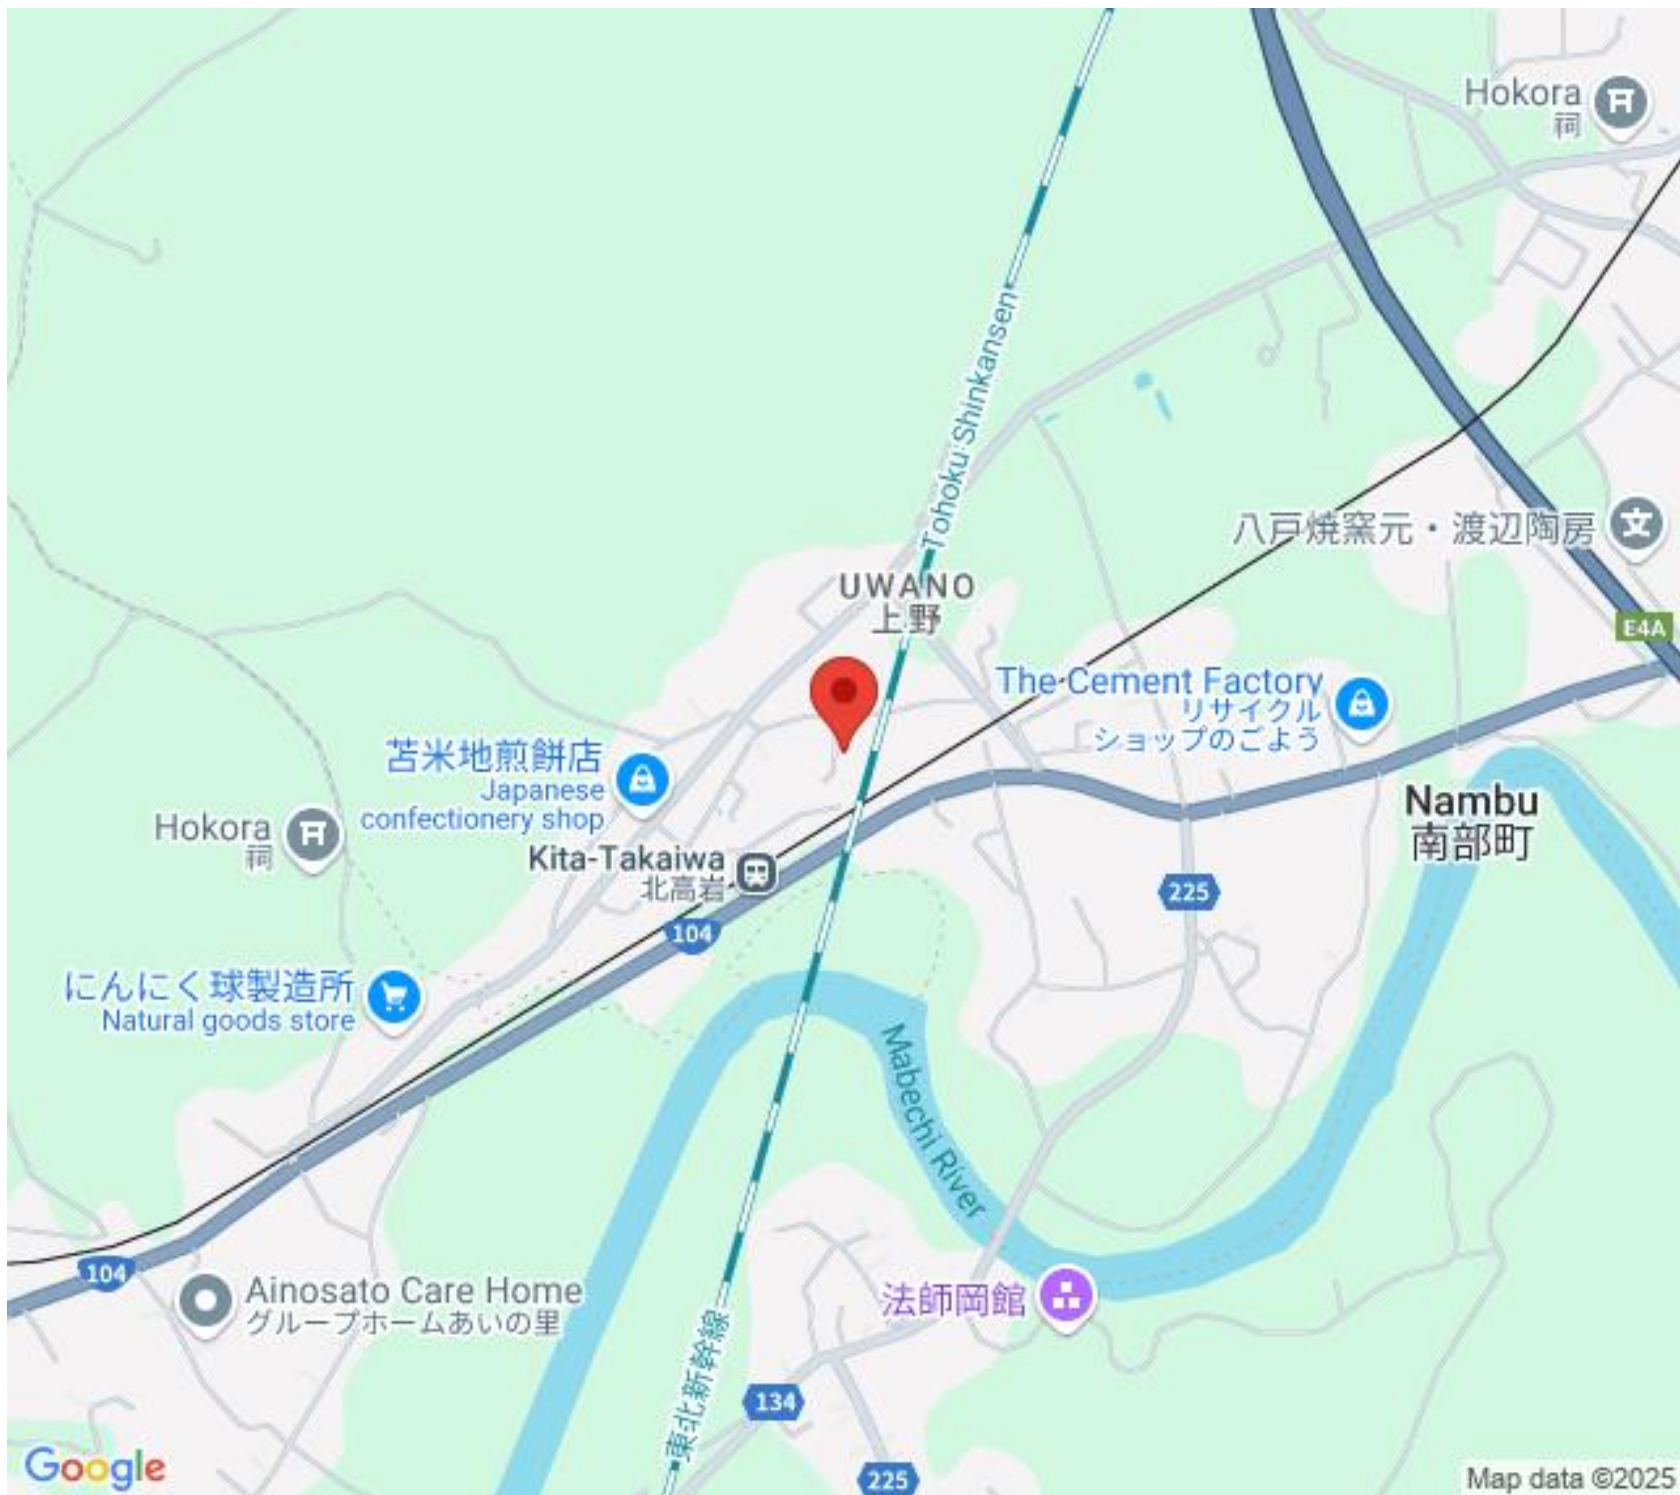 Hokora
祠
Tohoku Shinkansen
八戸焼窯元・渡辺陶房
UWANO
上野
E4A
The Cement Factory
リサイクル
ショップのごよう
苫米地煎餅店
Japanese
confectionery shop
Nambu
南部町
Hokora
祠
Kita-Takaiwa
北高岩
225
104
にんにく球製造所
Natural goods store
Mabechi River
104
Ainosato Care Home
グループホームあいの里
法師岡館
東北新幹線
134
225
Google
Map data ©2025